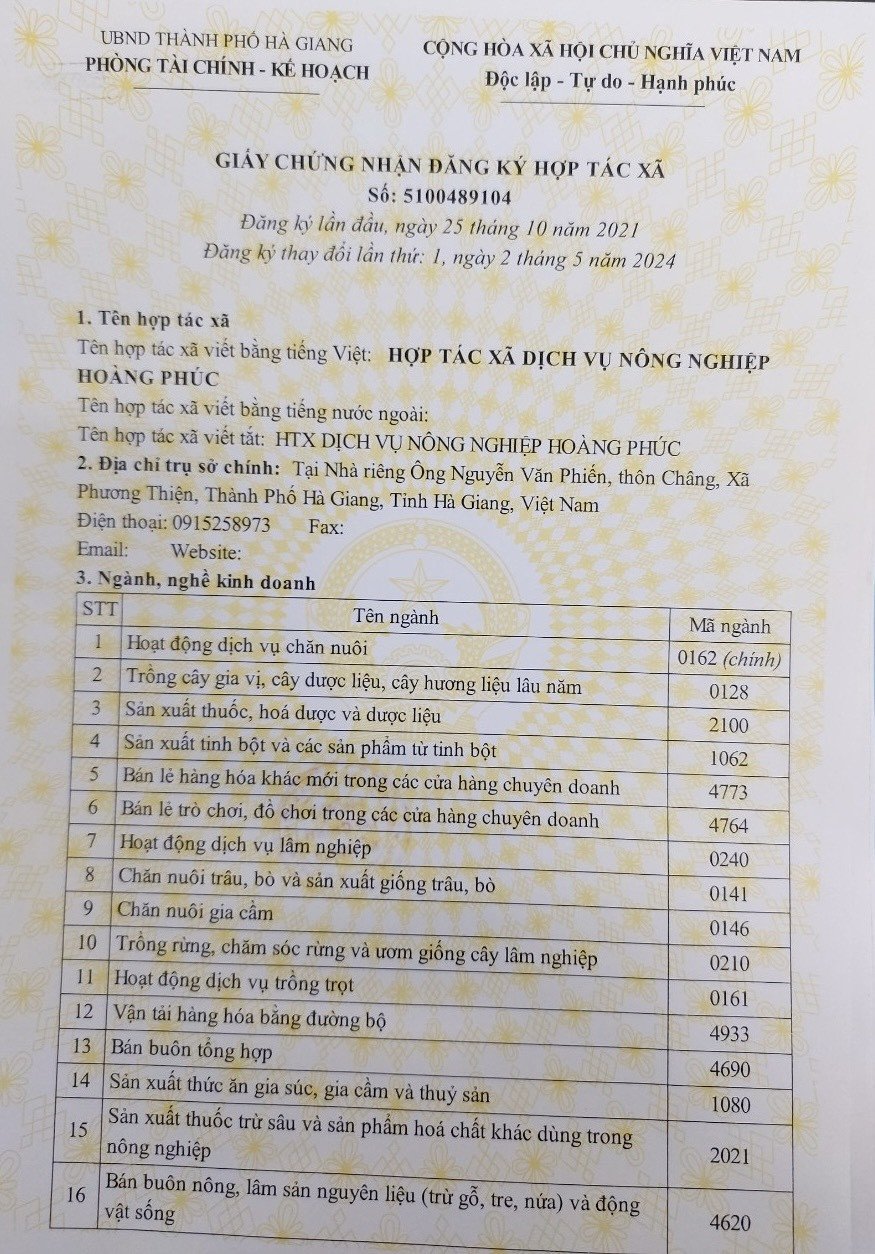 UBND THÀNH PHỐ HÀ GIANG
PHÒNG TÀI CHÍNH - KẾ HOẠCH
CỘNG HÒA XÃ HỘI CHỦ NGHĨA VIỆT NAM
Độc lập - Tự do - Hạnh phúc
GIẤY CHỨNG NHẬN ĐĂNG KÝ HỢP TÁC XÃ
Số: 5100489104
Đăng ký lần đầu, ngày 25 tháng 10 năm 2021
Đăng ký thay đổi lần thứ: 1, ngày 2 tháng 5 năm 2024
1. Tên hợp tác xã
Tên hợp tác xã viết bằng tiếng Việt: HỢP TÁC XÃ DỊCH VỤ NÔNG NGHIỆP
HOÀNG PHÚC
Tên hợp tác xã viết bằng tiếng nước ngoài:
Tên hợp tác xã viết tắt: HTX DỊCH VỤ NÔNG NGHIỆP HOÀNG PHÚC
2. Địa chỉ trụ sở chính: Tại Nhà riêng Ông Nguyễn Văn Phiến, thôn Châng, Xã
Phương Thiện, Thành Phố Hà Giang, Tỉnh Hà Giang, Việt Nam
Điện thoại: 0915258973 Fax:
Email: Website:
3. Ngành, nghề kinh doanh
STT Tên ngành Mã ngành
1 Hoạt động dịch vụ chăn nuôi 0162 (chính)
2 Trồng cây gia vị, cây dược liệu, cây hương liệu lâu năm 0128
3 Sản xuất thuốc, hoá dược và dược liệu 2100
4 Sản xuất tinh bột và các sản phẩm từ tinh bột 1062
5 Bán lẻ hàng hóa khác mới trong các cửa hàng chuyên doanh 4773
6 Bán lẻ trò chơi, đồ chơi trong các cửa hàng chuyên doanh 4764
7 Hoạt động dịch vụ lâm nghiệp 0240
8 Chăn nuôi trâu, bò và sản xuất giống trâu, bò 0141
9 Chăn nuôi gia cầm 0146
10 Trồng rừng, chăm sóc rừng và ươm giống cây lâm nghiệp 0210
11 Hoạt động dịch vụ trồng trọt 0161
12 Vận tải hàng hóa bằng đường bộ 4933
13 Bán buôn tổng hợp 4690
14 Sản xuất thức ăn gia súc, gia cầm và thuỷ sản 1080
15 Sản xuất thuốc trừ sâu và sản phẩm hoá chất khác dùng trong
nông nghiệp 2021
16 Bán buôn nông, lâm sản nguyên liệu (trừ gỗ, tre, nứa) và động
vật sống 4620